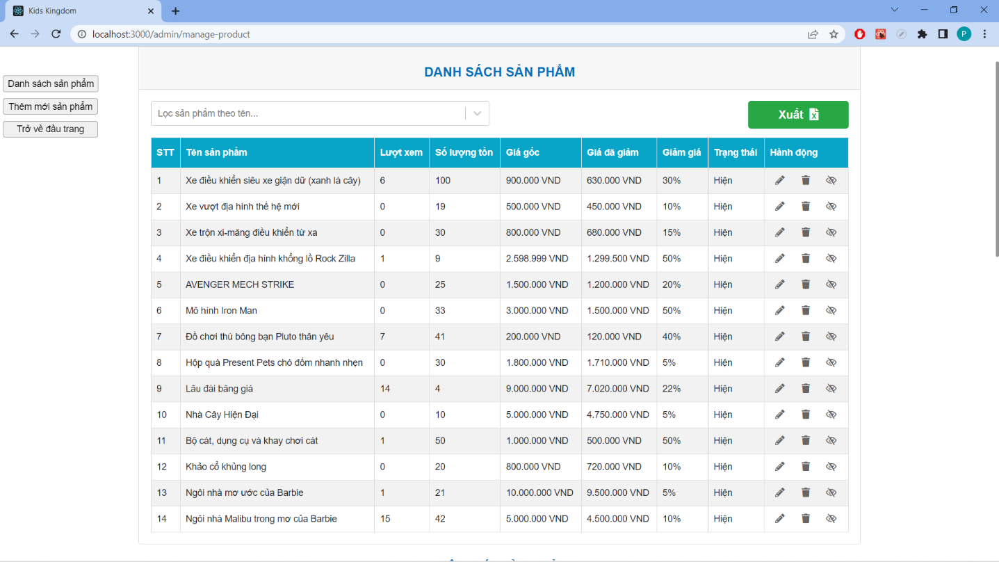 Kids Kingdom
localhost:3000/admin/manage-product
P
Danh sách sản phẩm
Thêm mới sản phẩm
Trở về đầu trang
DANH SÁCH SẢN PHẨM
Lọc sản phẩm theo tên...
Xuất
STT Tên sản phẩm Lượt xem Số lượng tồn Giá gốc Giá đã giảm Giảm giá Trạng thái Hành động
1 Xe điều khiển siêu xe giận dữ (xanh lá cây) 6 100 900.000 VND 630.000 VND 30% Hiện
2 Xe vượt địa hình thế hệ mới 0 19 500.000 VND 450.000 VND 10% Hiện
3 Xe trộn xi-măng điều khiển từ xa 0 30 800.000 VND 680.000 VND 15% Hiện
4 Xe điều khiển địa hình khổng lồ Rock Zilla 1 9 2.598.999 VND 1.299.500 VND 50% Hiện
5 AVENGER MECH STRIKE 0 25 1.500.000 VND 1.200.000 VND 20% Hiện
6 Mô hình Iron Man 0 33 3.000.000 VND 1.500.000 VND 50% Hiện
7 Đồ chơi thú bông bạn Pluto thân yêu 7 41 200.000 VND 120.000 VND 40% Hiện
8 Hộp quà Present Pets chó đốm nhanh nhẹn 0 30 1.800.000 VND 1.710.000 VND 5% Hiện
9 Lâu đài băng giá 14 4 9.000.000 VND 7.020.000 VND 22% Hiện
10 Nhà Cây Hiện Đại 0 10 5.000.000 VND 4.750.000 VND 5% Hiện
11 Bộ cát, dụng cụ và khay chơi cát 1 50 1.000.000 VND 500.000 VND 50% Hiện
12 Khảo cổ khủng long 0 20 800.000 VND 720.000 VND 10% Hiện
13 Ngôi nhà mơ ước của Barbie 1 21 10.000.000 VND 9.500.000 VND 5% Hiện
14 Ngôi nhà Malibu trong mơ của Barbie 15 42 5.000.000 VND 4.500.000 VND 10% Hiện